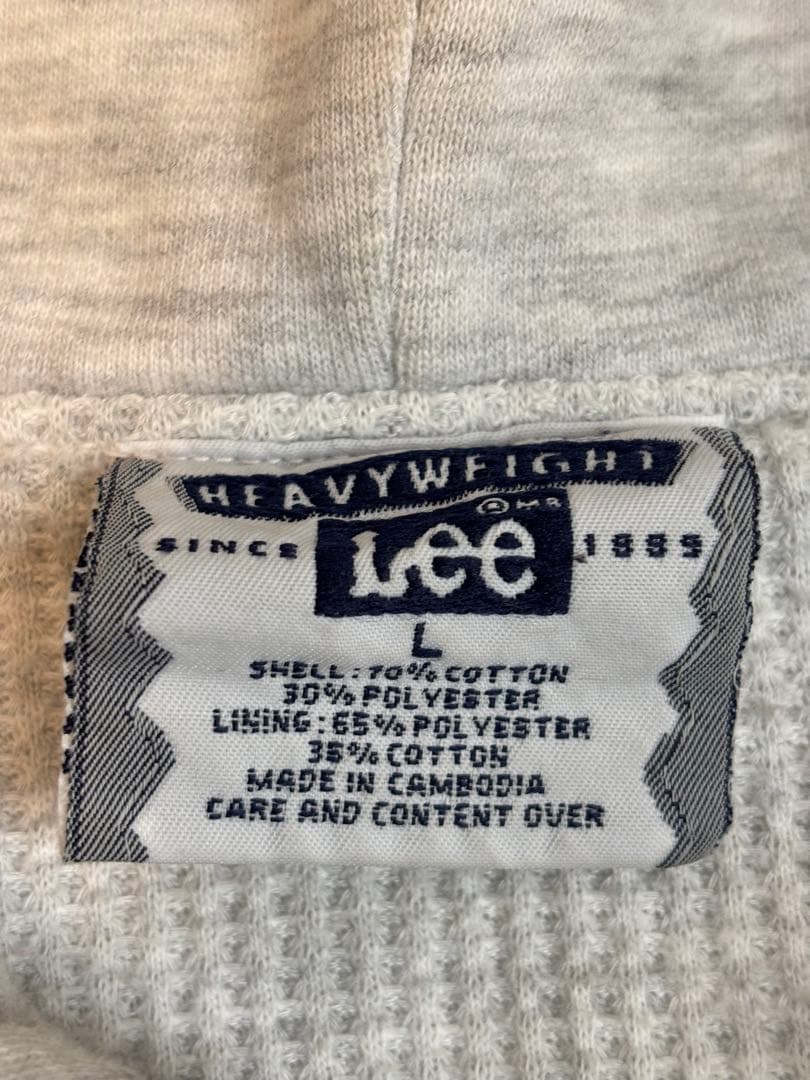 HEAVYWEIGHT
® MR
SINCE Lee 1889
L
SHELL: 70% COTTON
30% POLYESTER
LINING: 65% POLYESTER
35% COTTON
MADE IN CAMBODIA
CARE AND CONTENT OVER